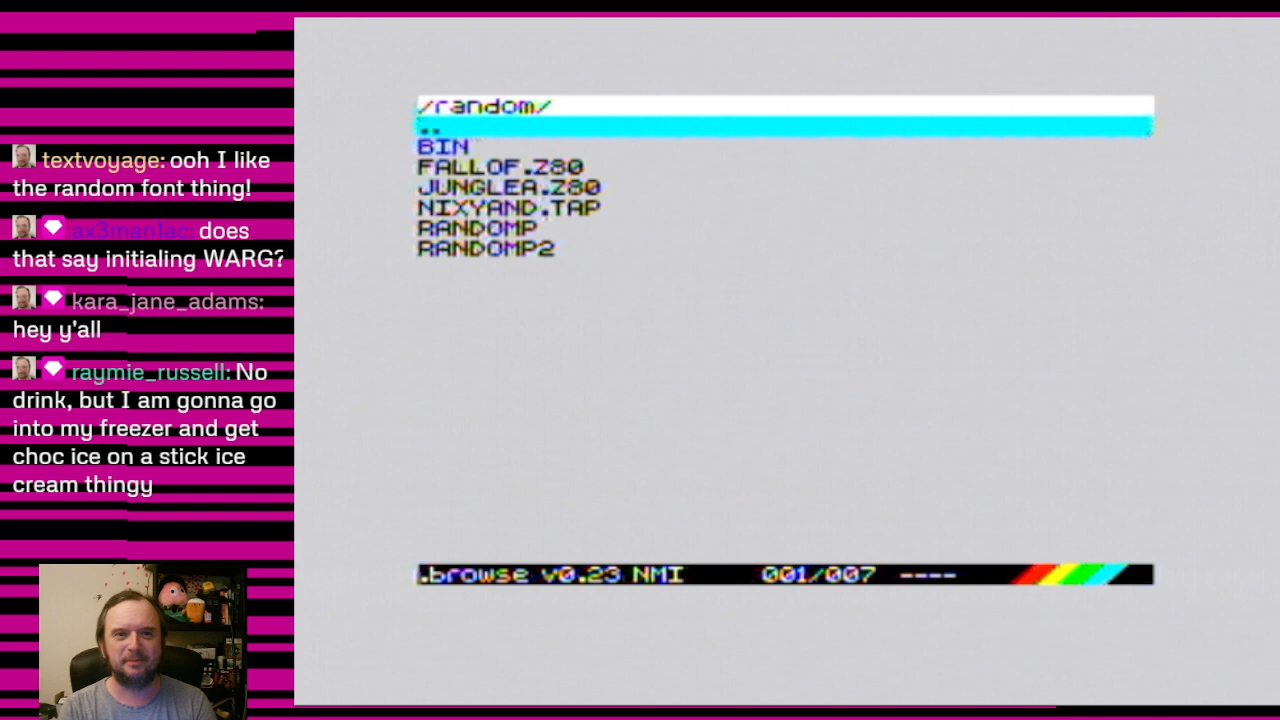 textvoyage: ooh I like
the random font thing!
ax3man1ac: does
that say initialing WARG?
kara_jane_adams:
hey y'all
raymie_russell: No
drink, but I am gonna go
into my freezer and get
choc ice on a stick ice
cream thingy
/random/
..
BIN
FALLOF.Z80
JUNGLEA.Z80
NIXYAND.TAP
RANDOMP
RANDOMP2
.browse v0.23 NMI 001/007 ----